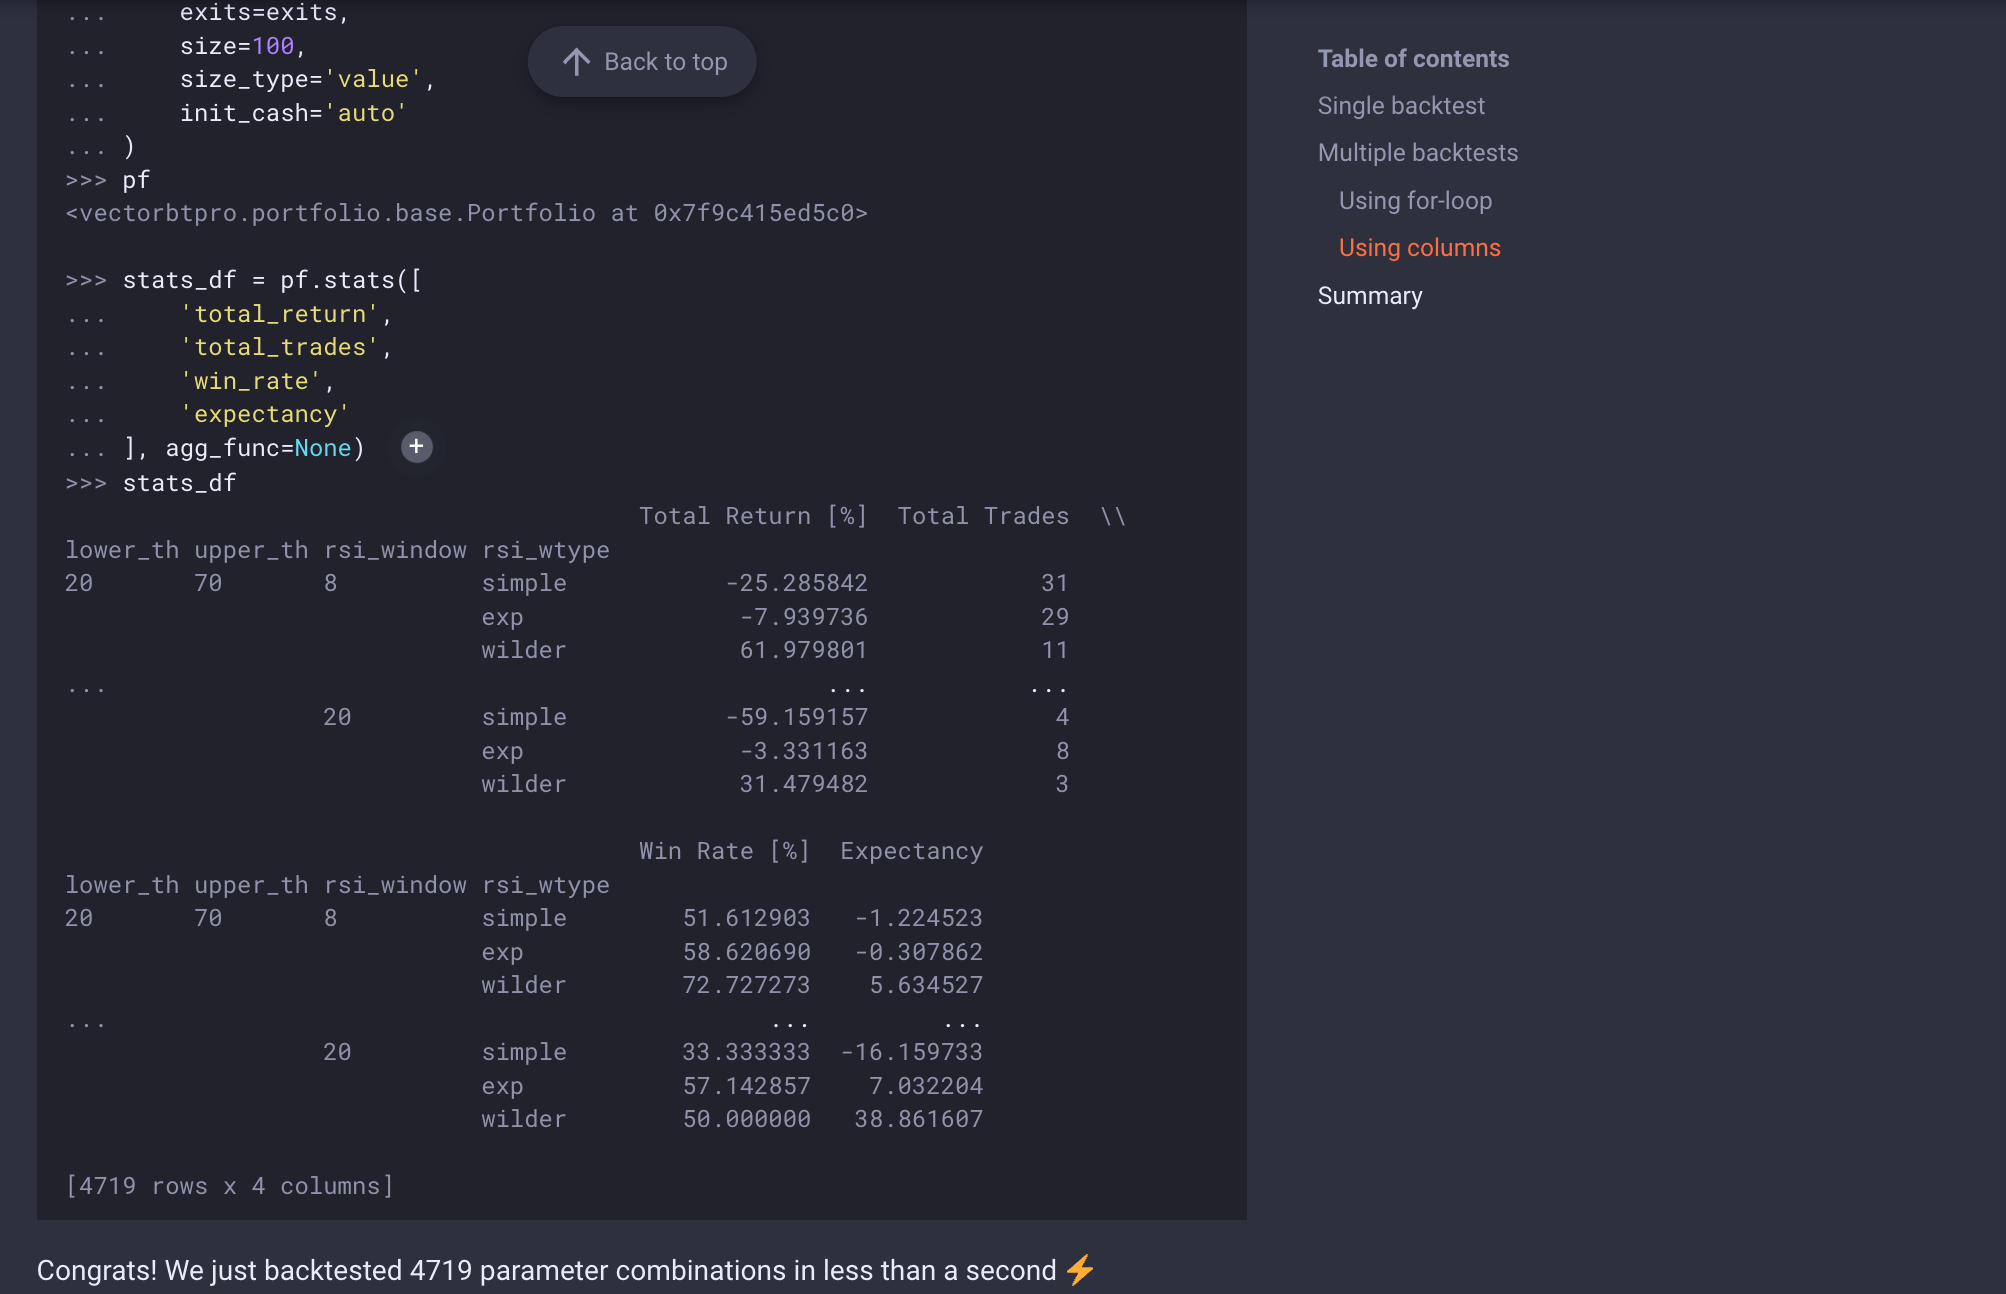 ...     exits=exits,
...     size=100,
...     size_type='value',
...     init_cash='auto'
... )
>>> pf
<vectorbtpro.portfolio.base.Portfolio at 0x7f9c415ed5c0>
>>> stats_df = pf.stats([
...     'total_return',
...     'total_trades',
...     'win_rate',
...     'expectancy'
... ], agg_func=None)
>>> stats_df
Total Return [%]  Total Trades  \\
lower_th upper_th rsi_window rsi_wtype
20       70       8          simple           -25.285842            31
exp               -7.939736            29
wilder            61.979801            11
...                                                   ...           ...
20         simple           -59.159157             4
exp               -3.331163             8
wilder            31.479482             3
Win Rate [%]  Expectancy
lower_th upper_th rsi_window rsi_wtype
20       70       8          simple        51.612903   -1.224523
exp           58.620690   -0.307862
wilder        72.727273    5.634527
...                                               ...         ...
20         simple        33.333333  -16.159733
exp           57.142857    7.032204
wilder        50.000000   38.861607
[4719 rows x 4 columns]
Congrats! We just backtested 4719 parameter combinations in less than a second ⚡
Back to top
Table of contents
Single backtest
Multiple backtests
Using for-loop
Using columns
Summary